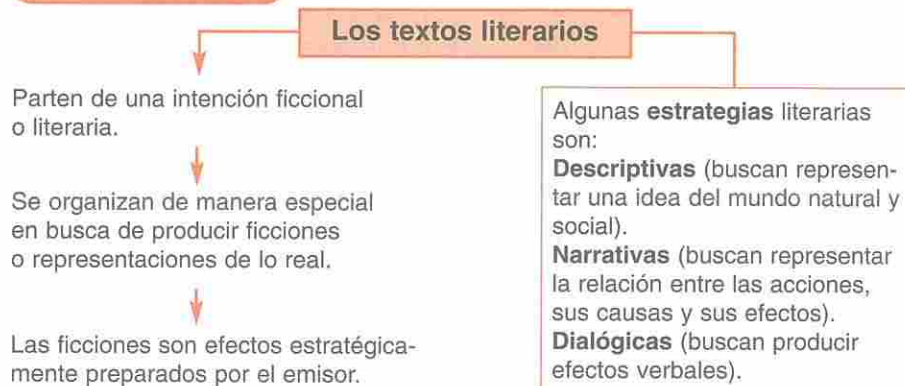 Los textos literarios
Parten de una intención ficcional
o literaria.
Se organizan de manera especial
en busca de producir ficciones
o representaciones de lo real.
Las ficciones son efectos estratégica-
mente preparados por el emisor.
Algunas estrategias literarias
son:
Descriptivas (buscan represen-
tar una idea del mundo natural y
social).
Narrativas (buscan representar
la relación entre las acciones,
sus causas y sus efectos).
Dialógicas (buscan producir
efectos verbales).